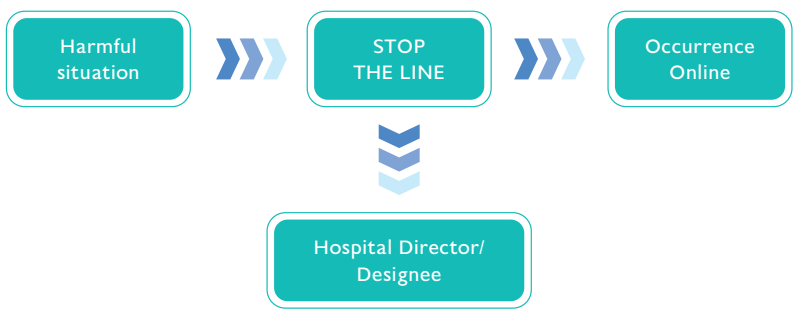 Harmful
situation
STOP
THE LINE
Occurrence
Online
Hospital Director/
Designee